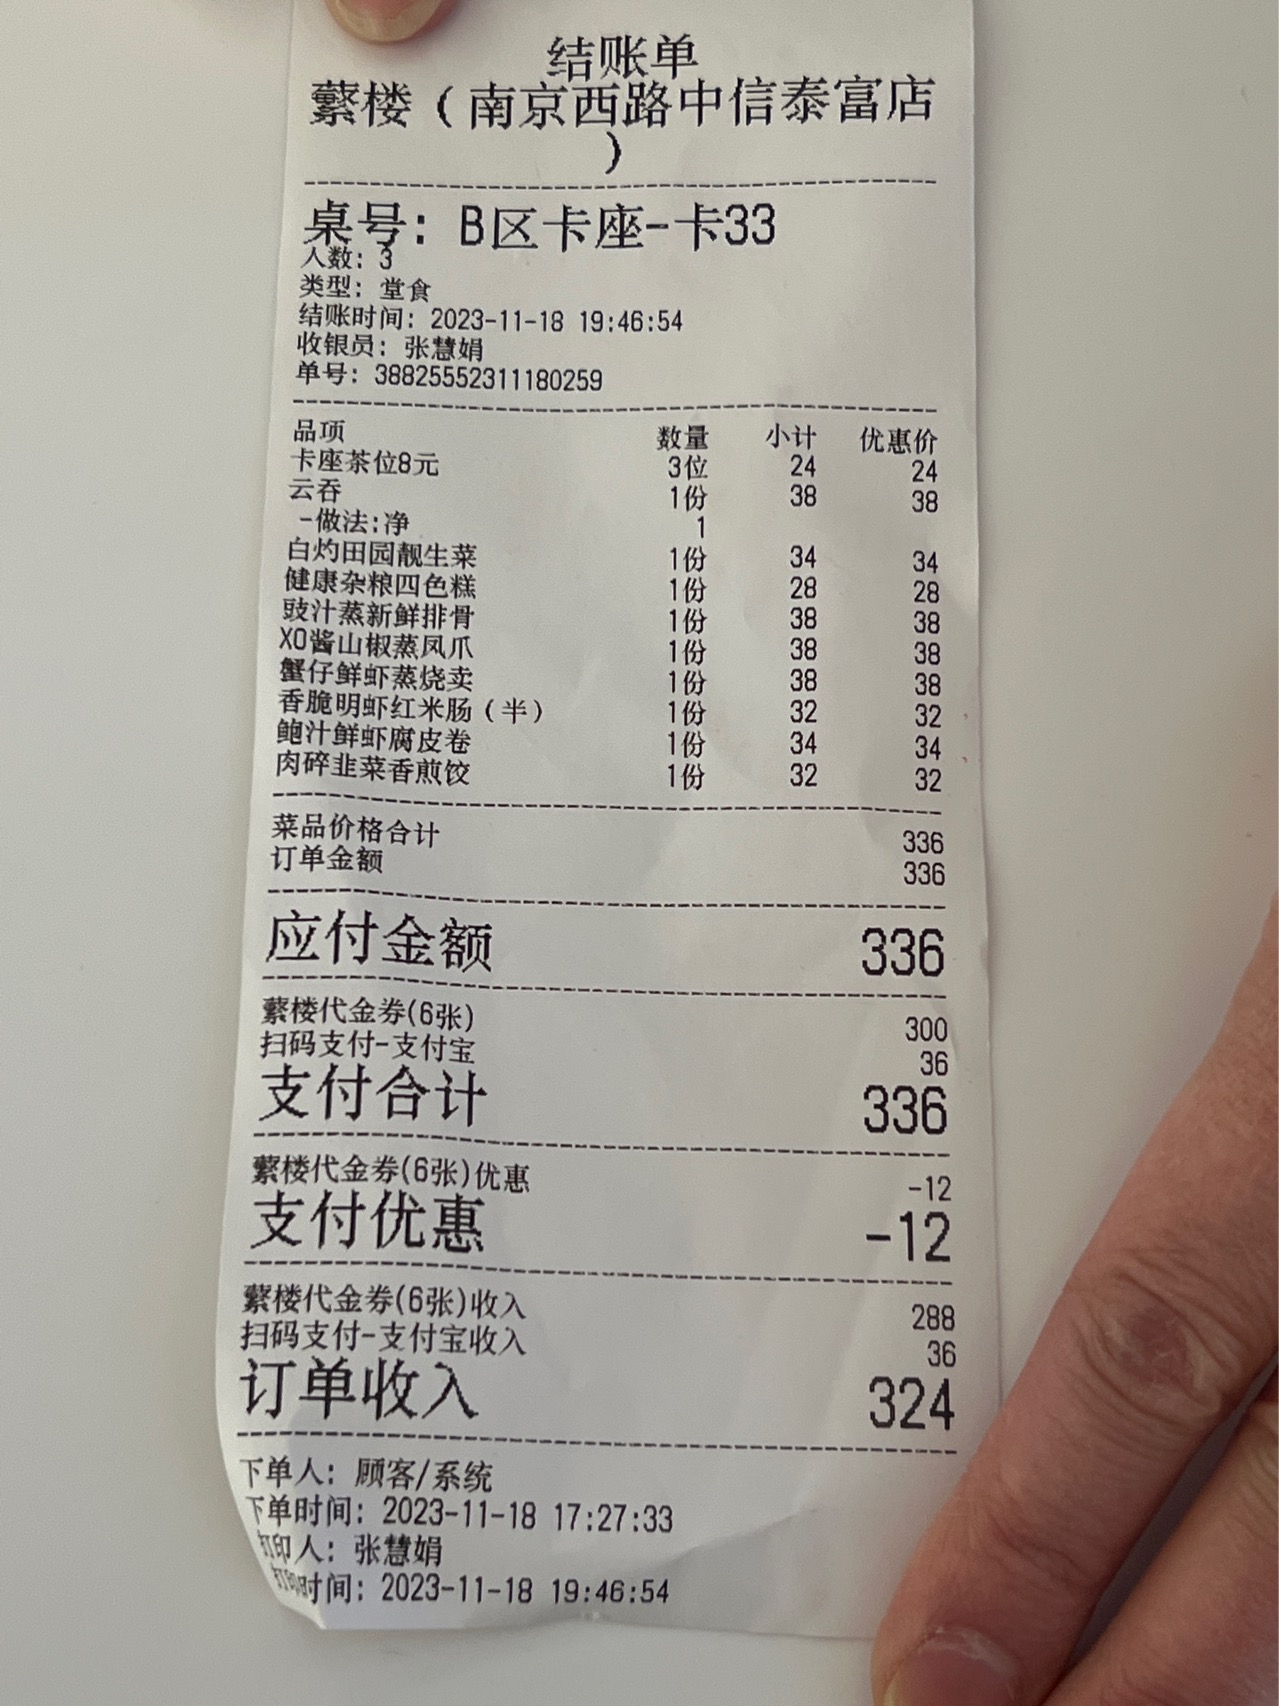 结账单
蘩楼（南京西路中信泰富店
）
桌号：B区卡座-卡33
人数：3
类型：堂食
结账时间：2023-11-18 19:46:54
收银员：张慧娟
单号：38825552311180259
品项 数量 小计 优惠价
卡座茶位8元 3位 24 24
云吞 1份 38 38
-做法:净 1
白灼田园靓生菜 1份 34 34
健康杂粮四色糕 1份 28 28
豉汁蒸新鲜排骨 1份 38 38
XO酱山椒蒸凤爪 1份 38 38
蟹仔鲜虾蒸烧卖 1份 38 38
香脆明虾红米肠（半） 1份 32 32
鲍汁鲜虾腐皮卷 1份 34 34
肉碎韭菜香煎饺 1份 32 32
菜品价格合计 336
订单金额 336
应付金额 336
蘩楼代金券(6张) 300
扫码支付-支付宝 36
支付合计 336
蘩楼代金券(6张)优惠 -12
支付优惠 -12
蘩楼代金券(6张)收入 288
扫码支付-支付宝收入 36
订单收入 324
下单人：顾客/系统
下单时间：2023-11-18 17:27:33
打印人：张慧娟
打印时间：2023-11-18 19:46:54